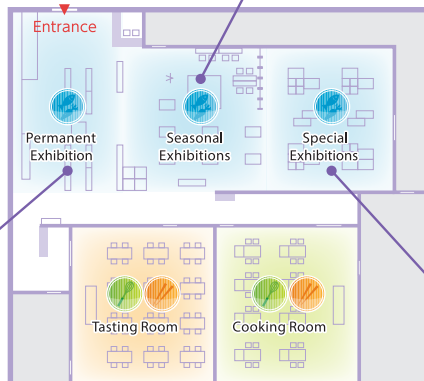 Entrance
Permanent
Exhibition
Seasonal
Exhibitions
Special
Exhibitions
Tasting Room
Cooking Room